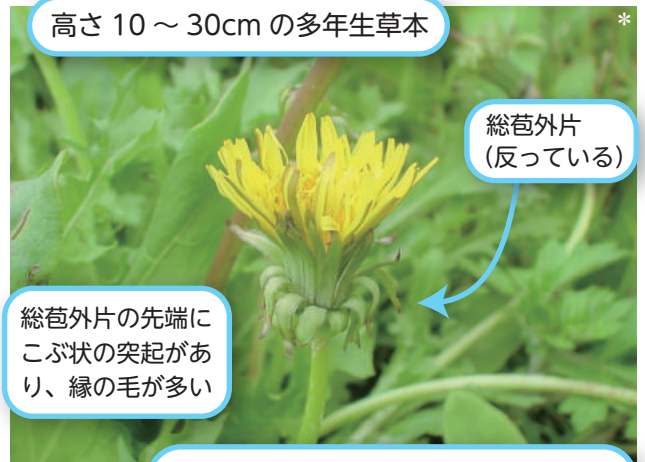 高さ 10 ～ 30cm の多年生草本
*
総苞外片
(反っている)
総苞外片の先端に
こぶ状の突起があ
り、縁の毛が多い